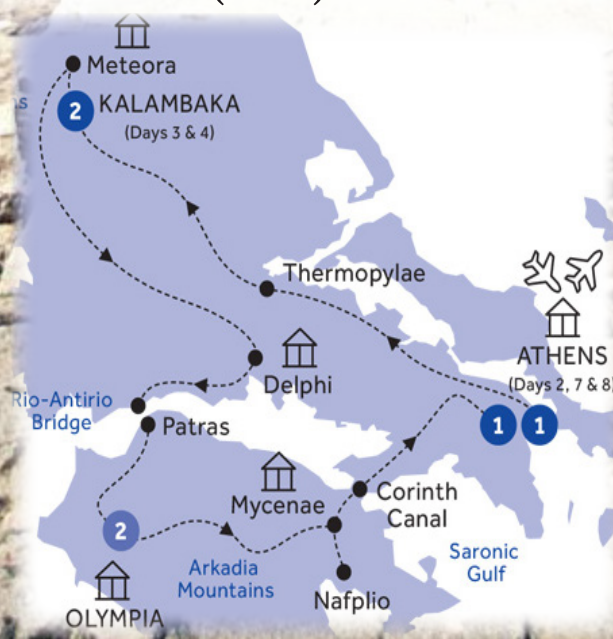 Meteora
2
KALAMBAKA
(Days 3 & 4)
Thermopylae
ATHENS
(Days 2, 7 & 8
Delphi
Rio-Antirio
Bridge
Patras
1
1
Mycenae
Corinth
Canal
2
Saronic
Gulf
Arkadia
Mountains
Nafplio
OLYMPIA